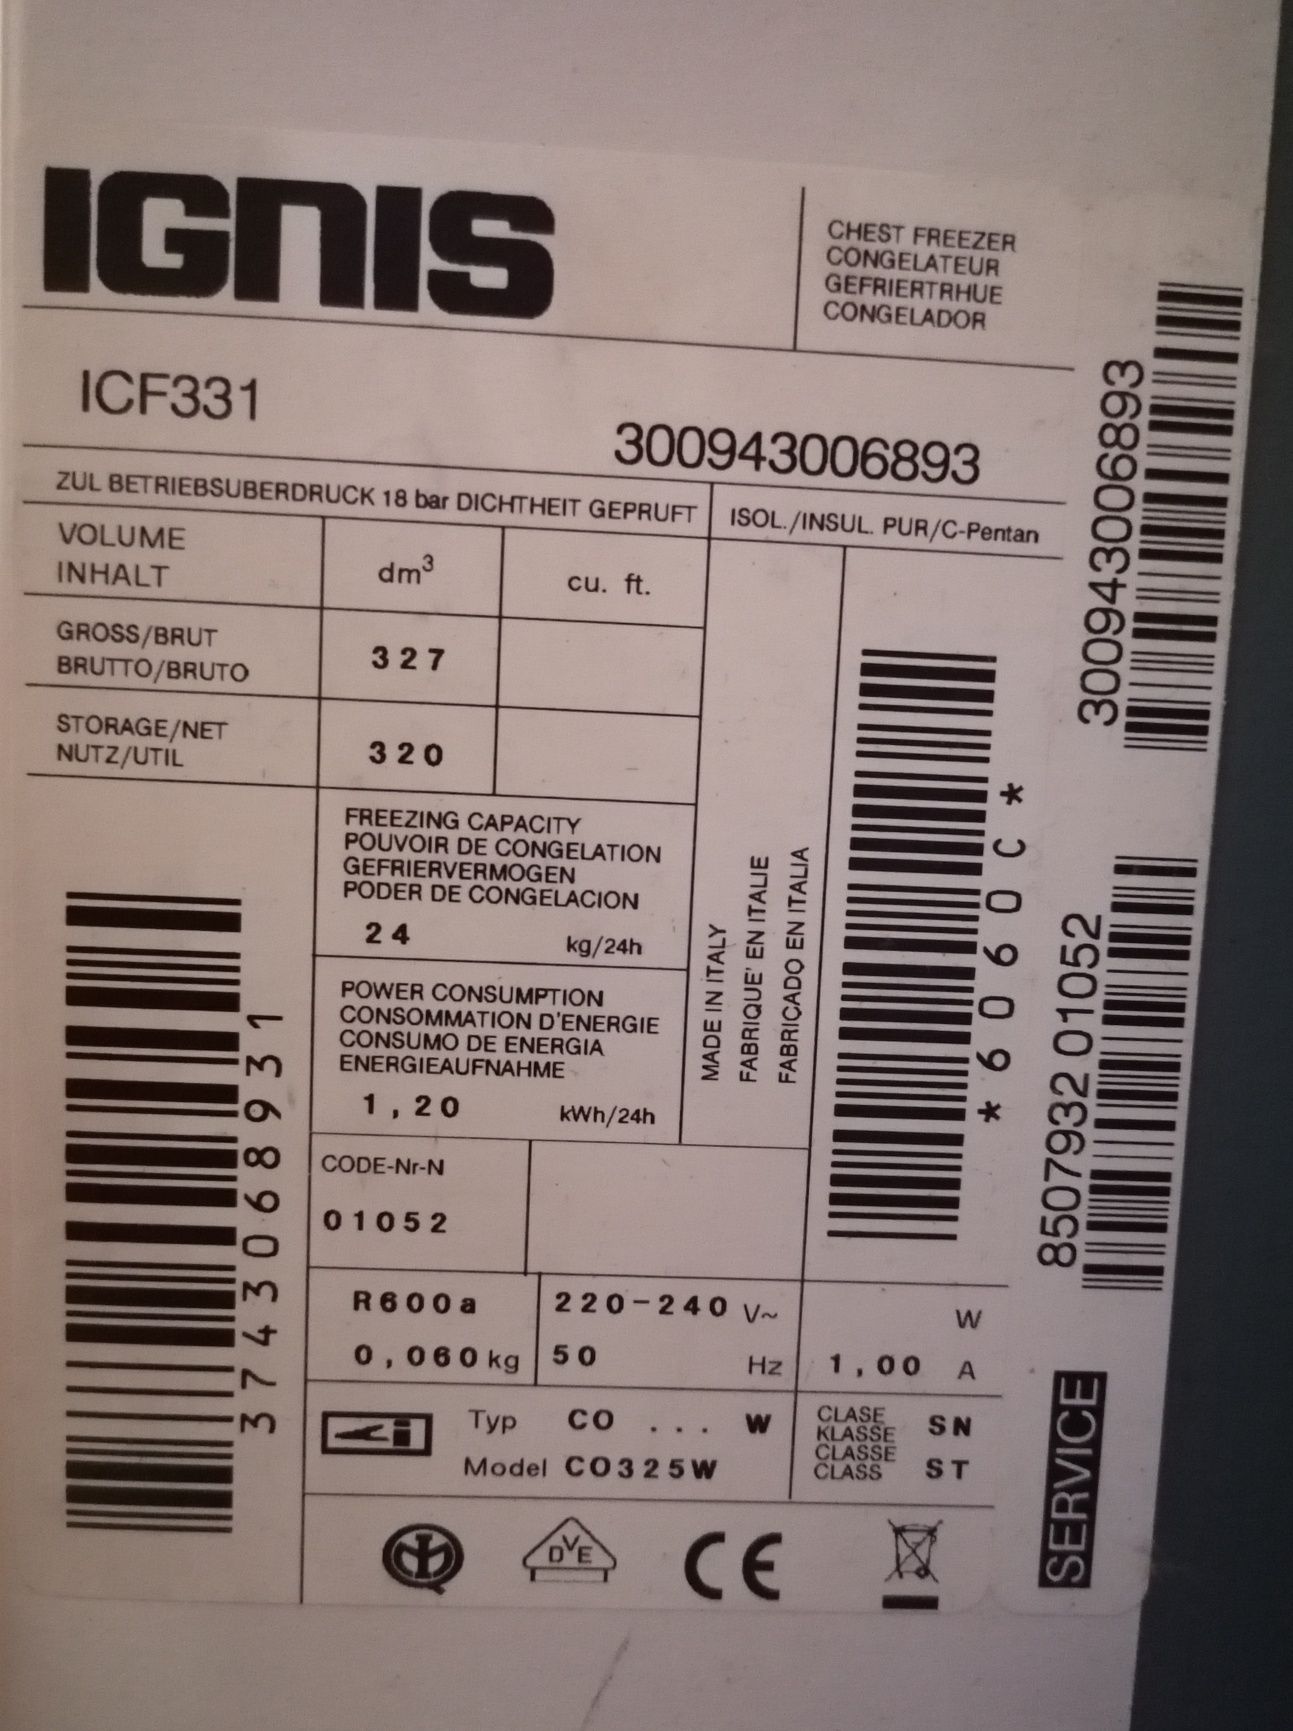 IGNIS
CHEST FREEZER
CONGELATEUR
GEFRIERTRHUE
CONGELADOR
ICF331
300943006893
ZUL BETRIEBSUBERDRUCK 18 bar DICHTHEIT GEPRUFT
ISOL./INSUL. PUR/C-Pentan
VOLUME
INHALT
dm³
cu. ft.
GROSS/BRUT
BRUTTO/BRUTO
327
STORAGE/NET
NUTZ/UTIL
320
FREEZING CAPACITY
POUVOIR DE CONGELATION
GEFRIERVERMOGEN
PODER DE CONGELACION
24 kg/24h
POWER CONSUMPTION
CONSOMMATION D'ENERGIE
CONSUMO DE ENERGIA
ENERGIEAUFNAHME
1,20 kWh/24h
MADE IN ITALY
FABRIQUE' EN ITALIE
FABRICADO EN ITALIA
*6060C*
3743068931
CODE-Nr-N
01052
R600a
0,060 kg
220-240 V~
50 Hz
W
1,00 A
i
Typ CO ... W
Model CO325W
CLASE
KLASSE
CLASSE
CLASS
SN
ST
DVE
CE
300943006893
8507932 01052
SERVICE